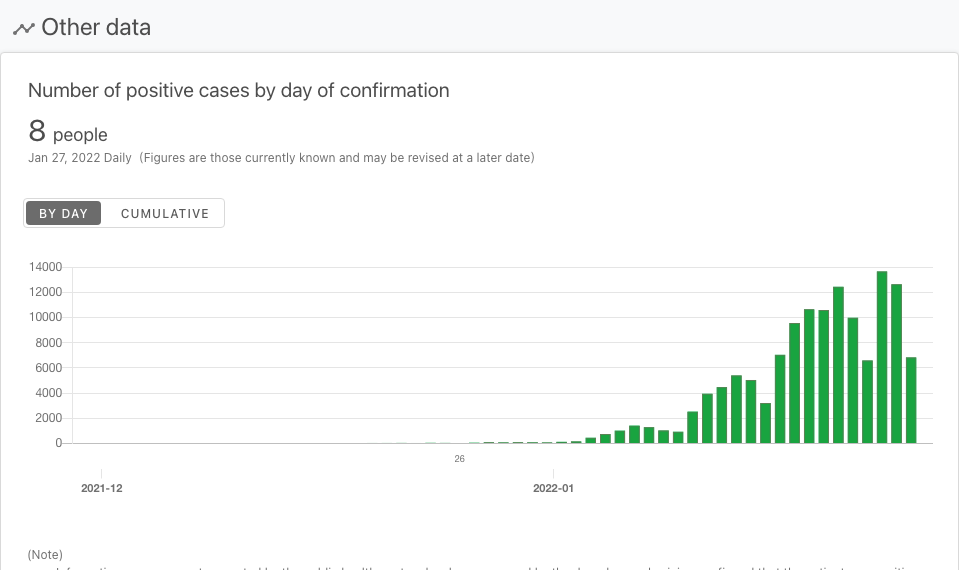 Other data
Number of positive cases by day of confirmation
8 people
Jan 27, 2022 Daily (Figures are those currently known and may be revised at a later date)
BY DAY CUMULATIVE
14000
12000
10000
8000
6000
4000
2000
0
26
2021-12 2022-01
(Note)